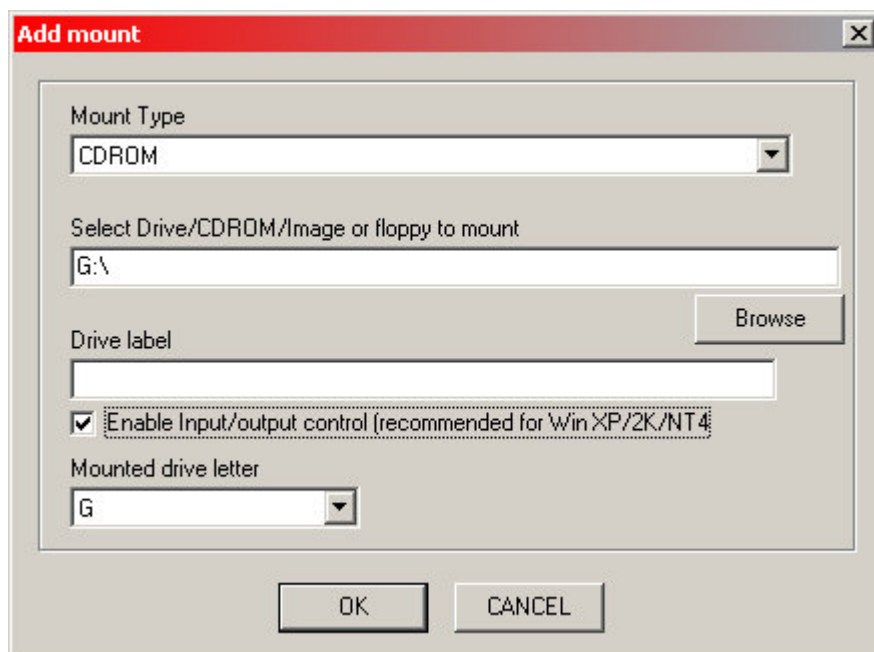 Add mount
Mount Type
CDROM
Select Drive/CDROM/Image or floppy to mount
G:\
Browse
Drive label
Enable Input/output control (recommended for Win XP/2K/NT4
Mounted drive letter
G
OK
CANCEL